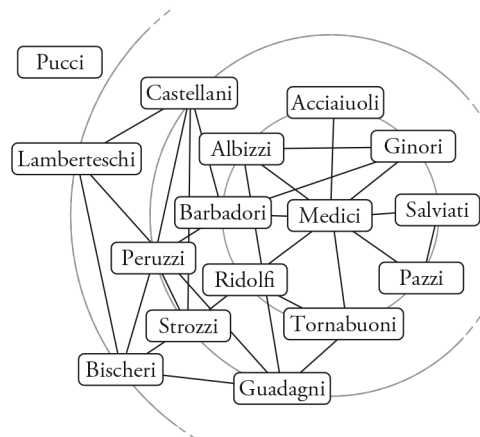 Pucci
Castellani
Acciaiuoli
Albizzi
Ginori
Lamberteschi
Barbadori
Medici
Salviati
Peruzzi
Ridolfi
Pazzi
Strozzi
Tornabuoni
Bischeri
Guadagni